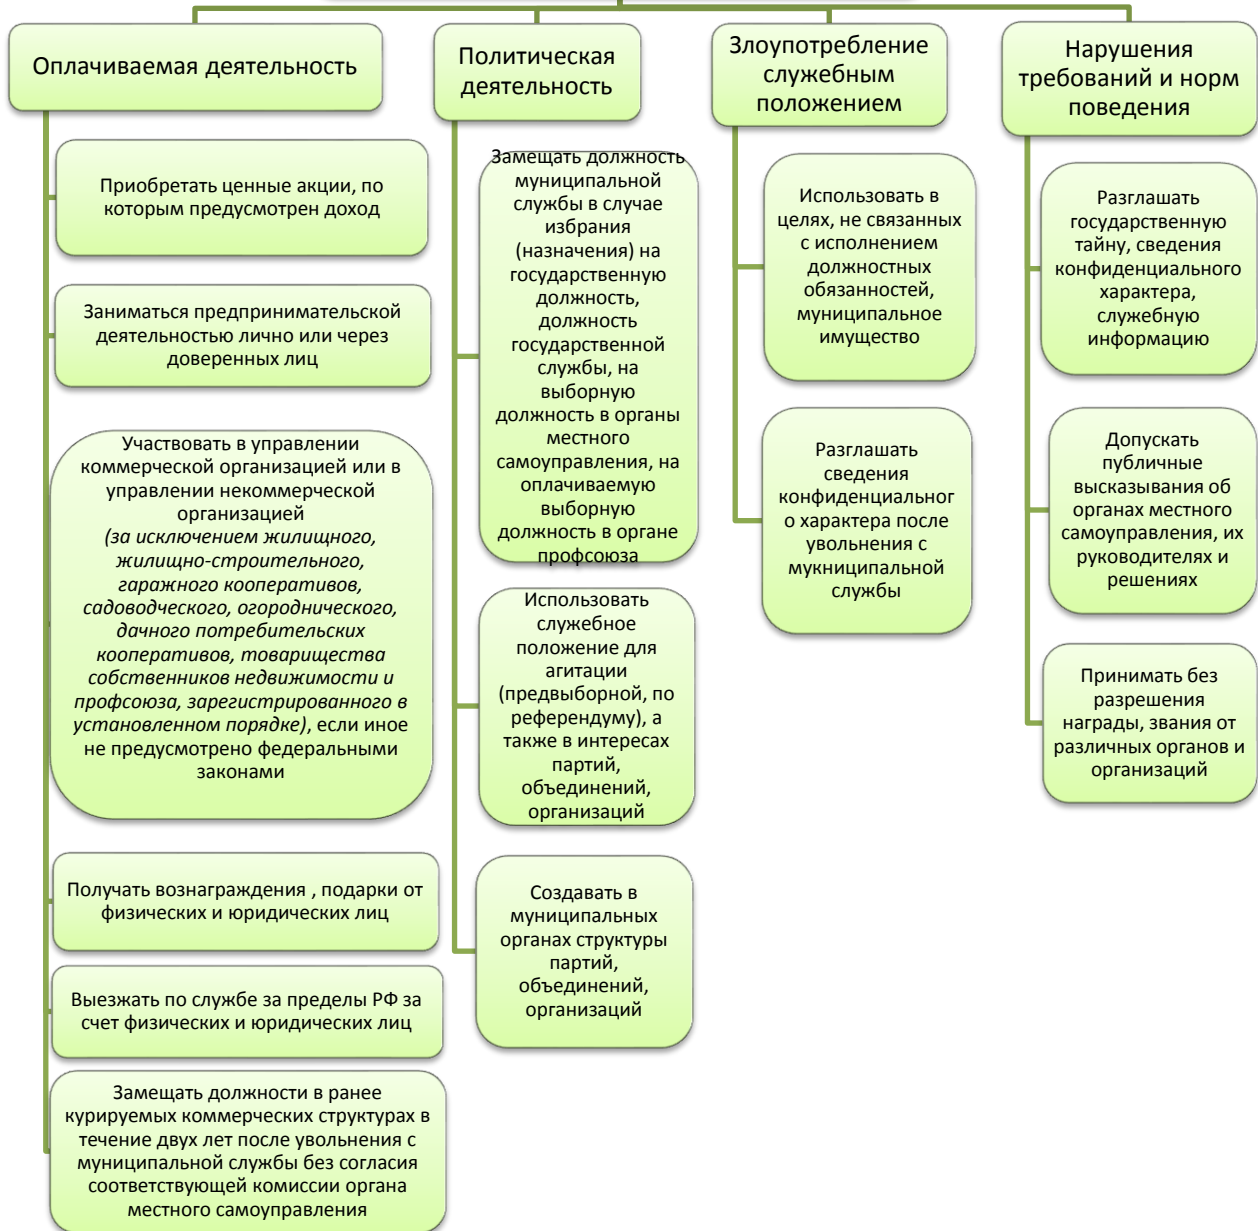 Оплачиваемая деятельность
Приобретать ценные акции, по
которым предусмотрен доход
Заниматься предпринимательской
деятельностью лично или через
доверенных лиц
Участвовать в управлении
коммерческой организацией или в
управлении некоммерческой
организацией
(за исключением жилищного,
жилищно-строительного,
гаражного кооперативов,
садоводческого, огороднического,
дачного потребительских
кооперативов, товарищества
собственников недвижимости и
профсоюза, зарегистрированного в
установленном порядке), если иное
не предусмотрено федеральными
законами
Получать вознаграждения , подарки от
физических и юридических лиц
Выезжать по службе за пределы РФ за
счет физических и юридических лиц
Замещать должности в ранее
курируемых коммерческих структурах в
течение двух лет после увольнения с
муниципальной службы без согласия
соответствующей комиссии органа
местного самоуправления
Политическая
деятельность
Замещать должность
муниципальной
службы в случае
избрания
(назначения) на
государственную
должность,
должность
государственной
службы, на
выборную
должность в органы
местного
самоуправления, на
оплачиваемую
выборную
должность в органе
профсоюза
Использовать
служебное
положение для
агитации
(предвыборной, по
референдуму), а
также в интересах
партий,
объединений,
организаций
Создавать в
муниципальных
органах структуры
партий,
объединений,
организаций
Злоупотребление
служебным
положением
Использовать в
целях, не связанных
с исполнением
должностных
обязанностей,
муниципальное
имущество
Разглашать
сведения
конфиденциальног
о характера после
увольнения с
мукниципальной
службы
Нарушения
требований и норм
поведения
Разглашать
государственную
тайну, сведения
конфиденциального
характера,
служебную
информацию
Допускать
публичные
высказывания об
органах местного
самоуправления, их
руководителях и
решениях
Принимать без
разрешения
награды, звания от
различных органов и
организаций